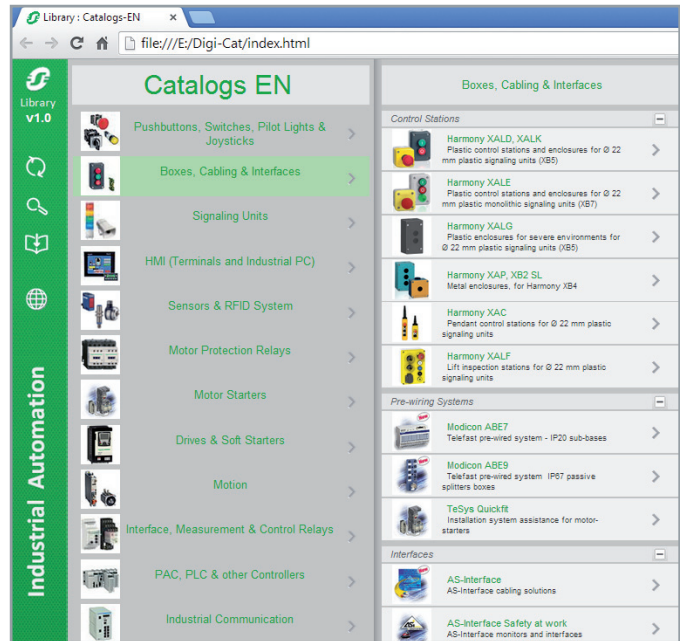 Library : Catalogs-EN
file:///E:/Digi-Cat/index.html
Library
v1.0
Industrial Automation
Catalogs EN
Pushbuttons, Switches, Pilot Lights &
Joysticks
Boxes, Cabling & Interfaces
Signaling Units
HMI (Terminals and Industrial PC)
Sensors & RFID System
Motor Protection Relays
Motor Starters
Drives & Soft Starters
Motion
Interface, Measurement & Control Relays
PAC, PLC & other Controllers
Industrial Communication
Boxes, Cabling & Interfaces
Control Stations
Harmony XALD, XALK
Plastic control stations and enclosures for Ø 22
mm plastic signaling units (XB5)
Harmony XALE
Plastic control stations and enclosures for Ø 22
mm plastic monolithic signaling units (XB7)
Harmony XALG
Plastic enclosures for severe environments for
Ø 22 mm plastic signaling units (XB5)
Harmony XAP, XB2 SL
Metal enclosures, for Harmony XB4
Harmony XAC
Pendant control stations for Ø 22 mm plastic
signaling units
Harmony XALF
Lift inspection stations for Ø 22 mm plastic
signaling units
Pre-wiring Systems
Modicon ABE7
Telefast pre-wired system - IP20 sub-bases
Modicon ABE9
Telefast pre-wired system IP67 passive
splitters boxes
TeSys Quickfit
Installation system assistance for motor-
starters
Interfaces
AS-Interface
AS-Interface cabling solutions
AS-Interface Safety at work
AS-Interface monitors and interfaces